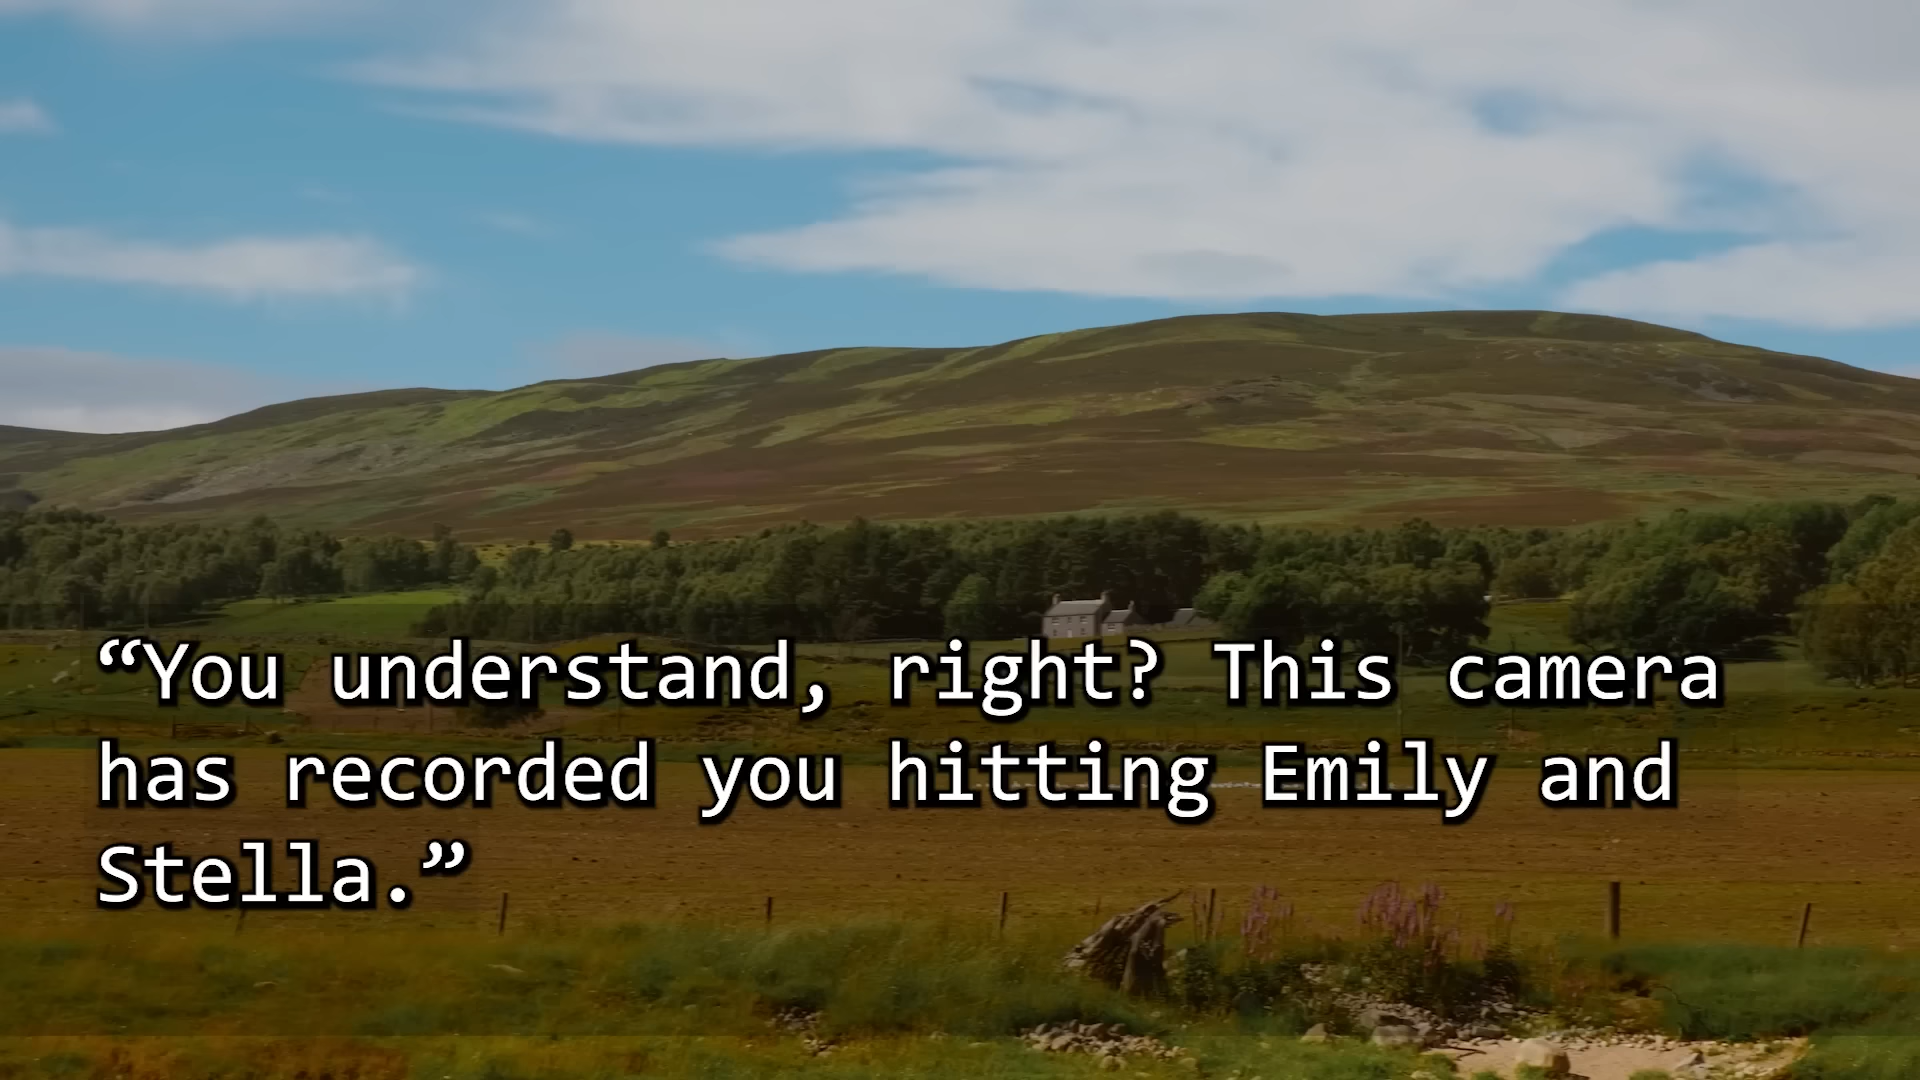 “You understand, right? This camera
has recorded you hitting Emily and
Stella.”